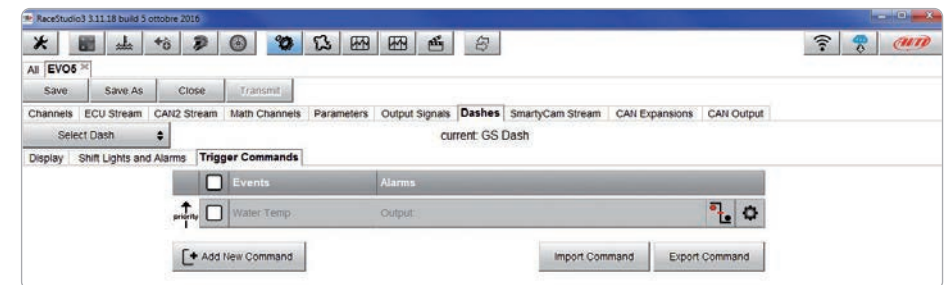 RaceStudio3 3.11.18 build 5 ottobre 2016
AiM
All EVO5
Save Save As Close Transmit
Channels ECU Stream CAN2 Stream Math Channels Parameters Output Signals Dashes SmartyCam Stream CAN Expansions CAN Output
Select Dash current: GS Dash
Display Shift Lights and Alarms Trigger Commands
Events Alarms
priority Water Temp Output:
Add New Command Import Command Export Command